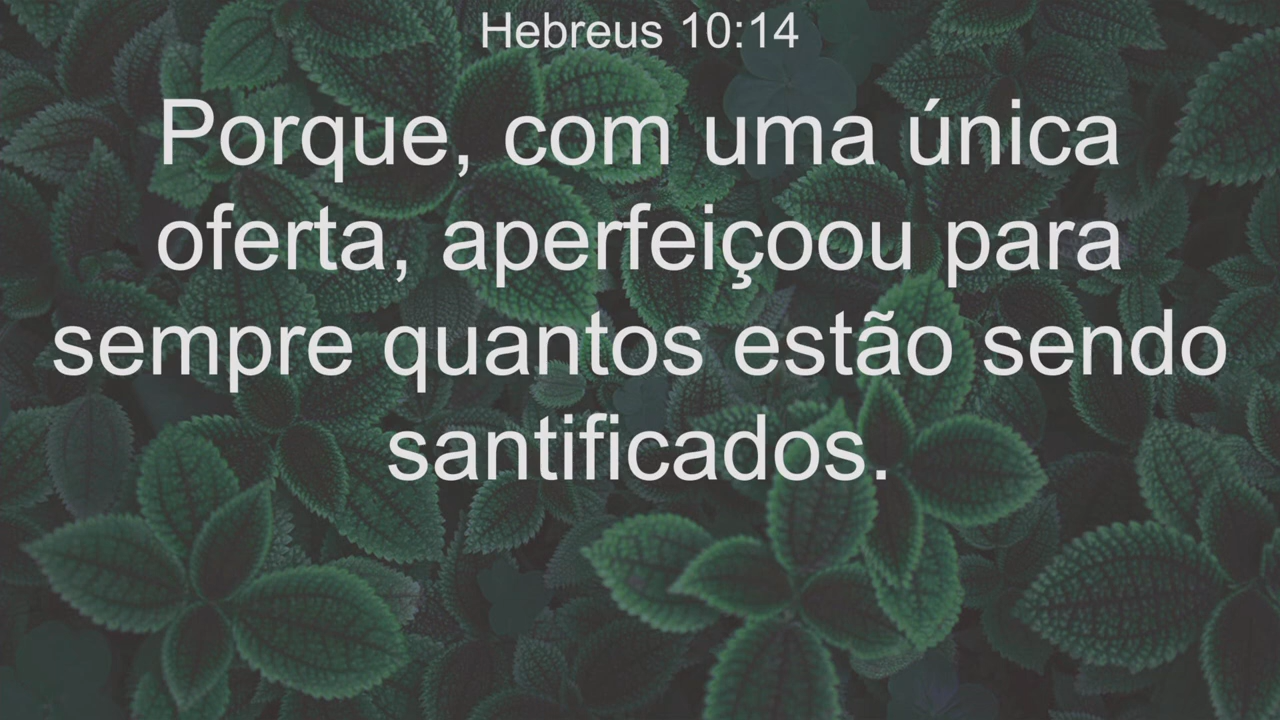 Hebreus 10:14
Porque, com uma única
oferta, aperfeiçoou para
sempre quantos estão sendo
santificados.